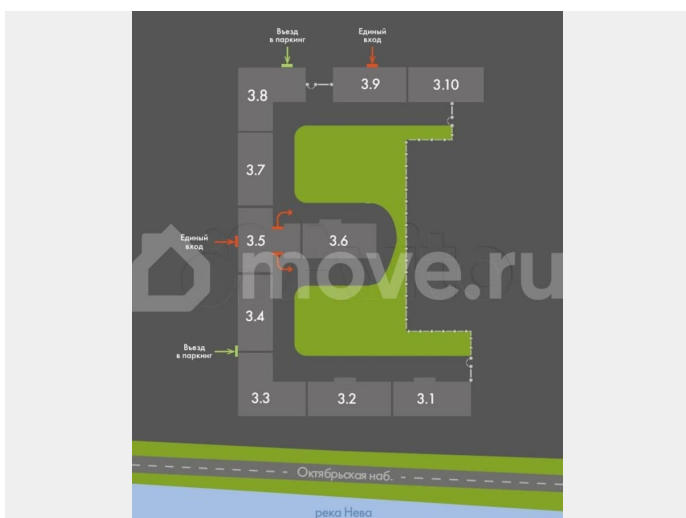 Въезд
в паркинг
Единый
вход
3.8
3.9
3.10
3.7
Единый
вход
3.5
3.6
move.ru
3.4
Въезд
в паркинг
3.3
3.2
3.1
Октябрьская наб.
река Нева